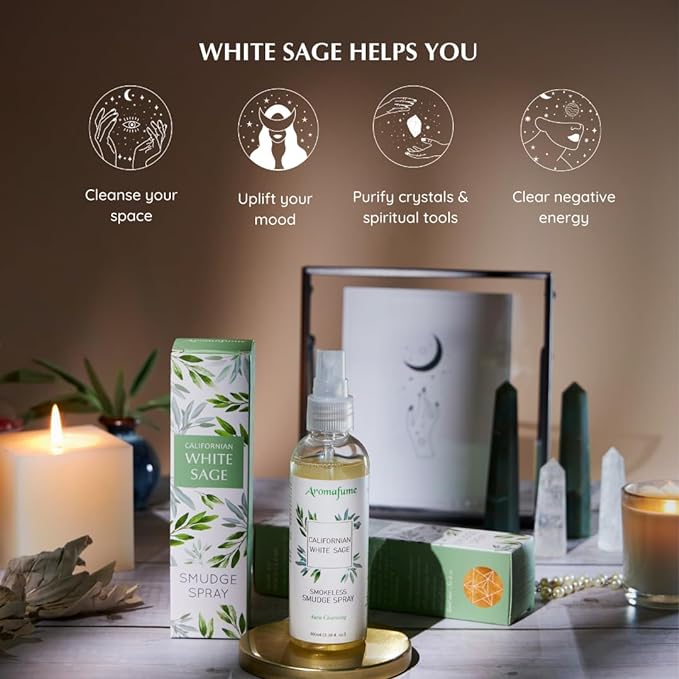 WHITE SAGE HELPS YOU
Cleanse your
space
Uplift your
mood
Purify crystals &
spiritual tools
Clear negative
energy
CALIFORNIAN
WHITE
SAGE
SMUDGE
SPRAY
Aromafume
CALIFORNIAN
WHITE SAGE
SMOKELESS
SMUDGE SPRAY
Aura Cleansing